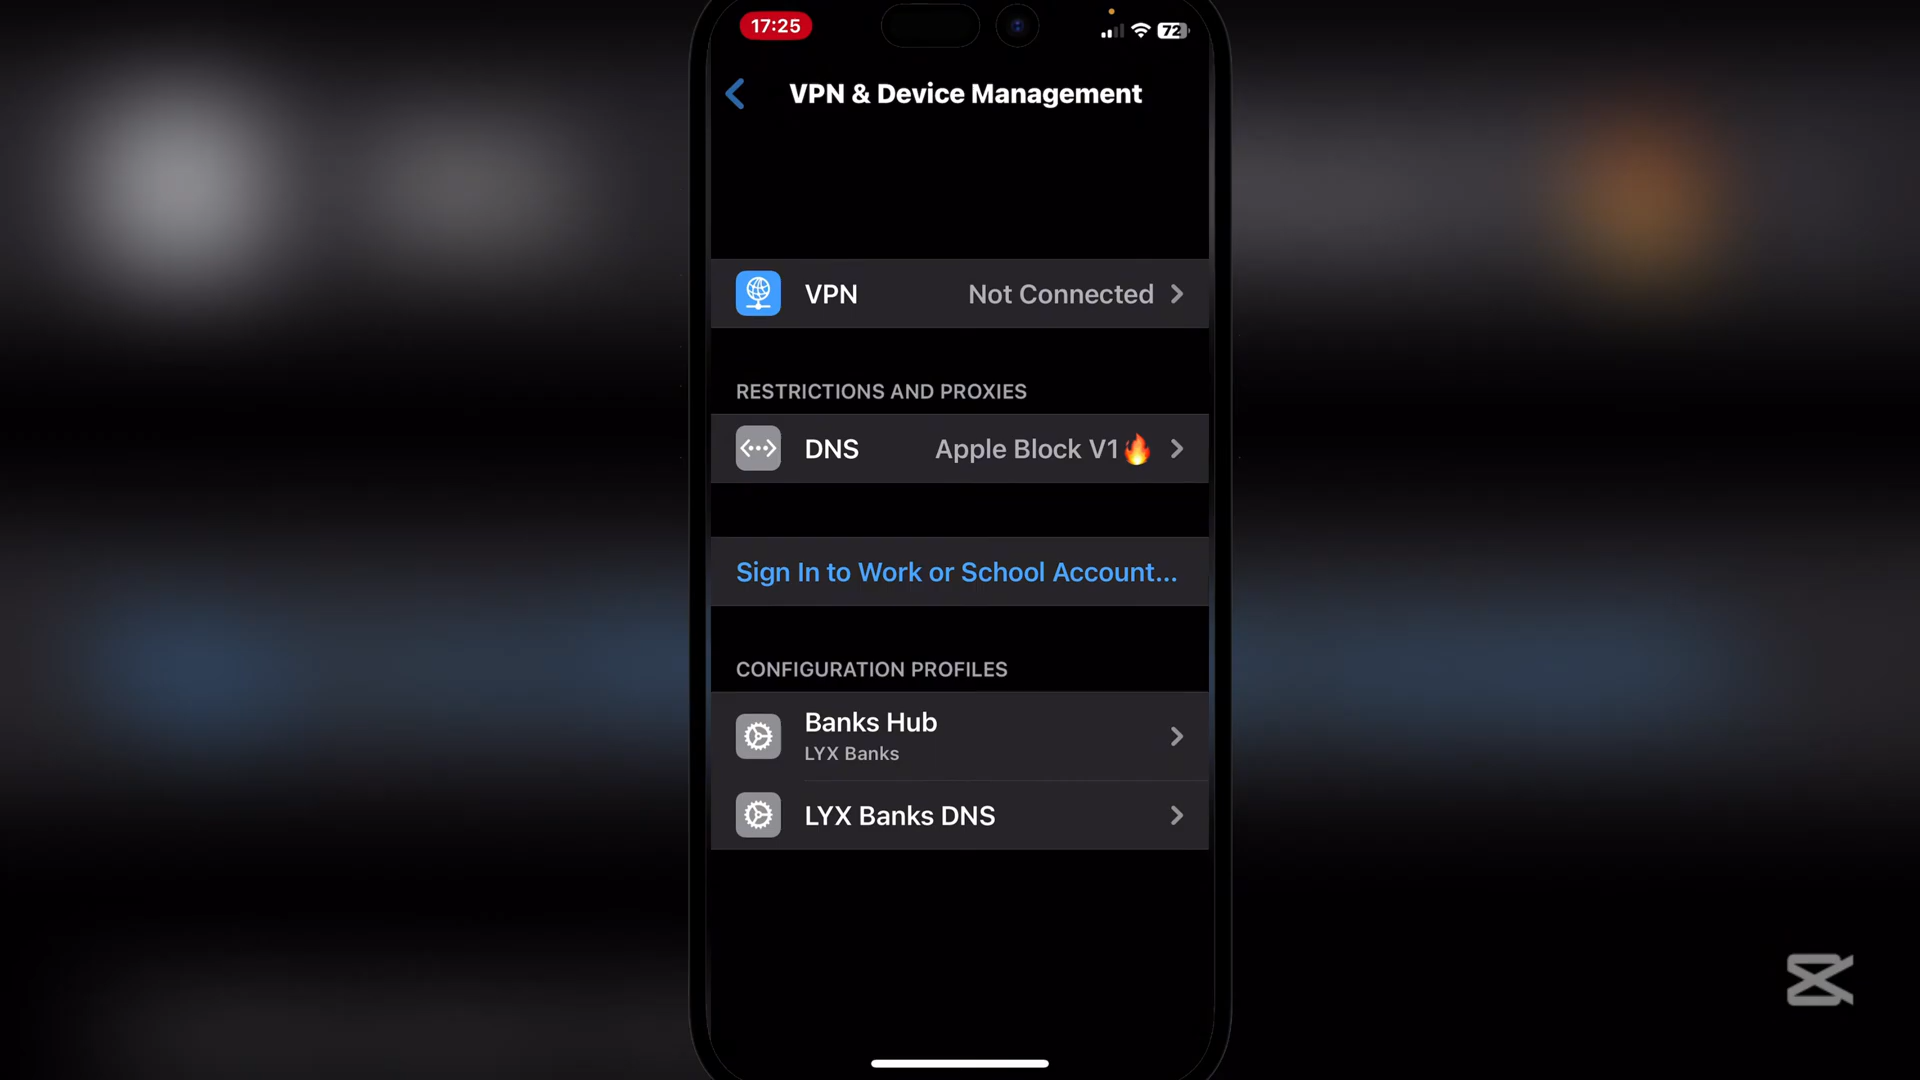 17:25
72
VPN & Device Management
VPN Not Connected
RESTRICTIONS AND PROXIES
DNS Apple Block V1🔥
Sign In to Work or School Account...
CONFIGURATION PROFILES
Banks Hub
LYX Banks
LYX Banks DNS